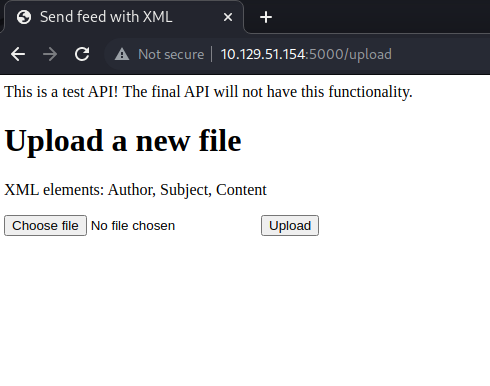 Send feed with XML
Not secure 10.129.51.154:5000/upload
This is a test API! The final API will not have this functionality.
Upload a new file
XML elements: Author, Subject, Content
Choose file No file chosen Upload